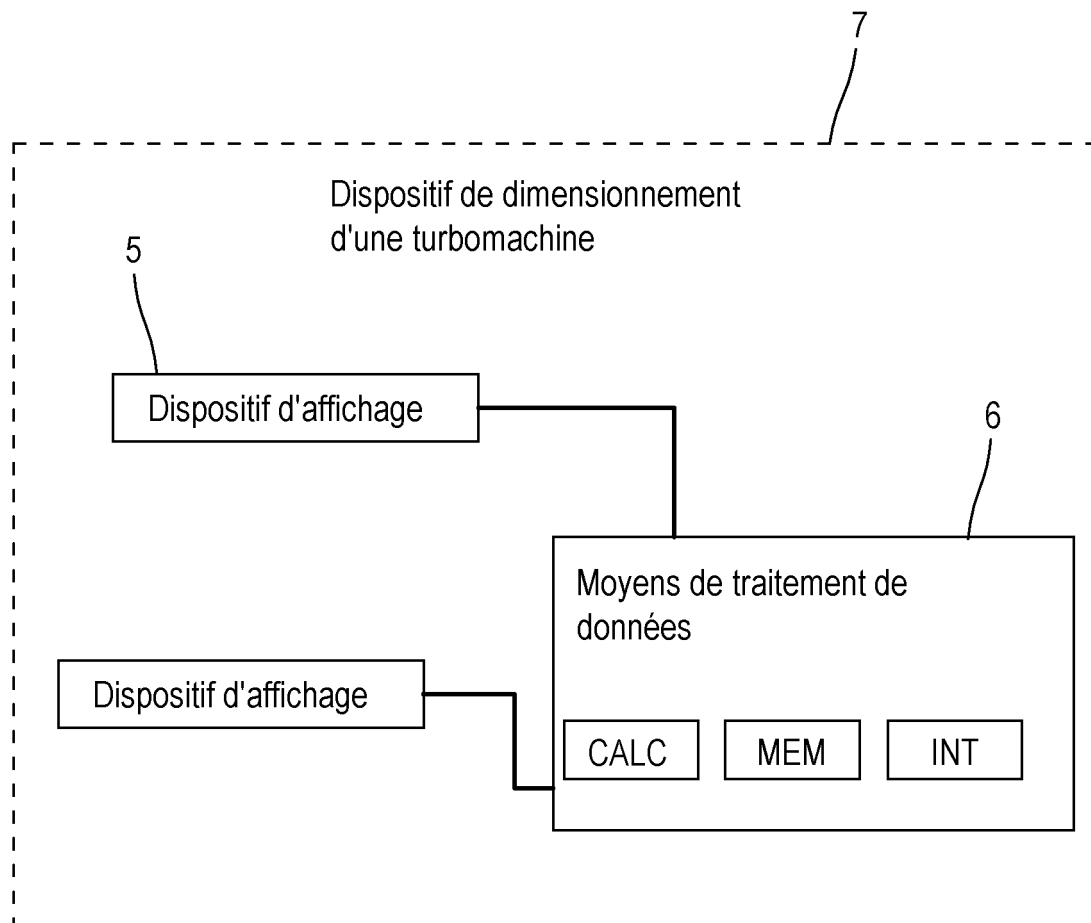 7
Dispositif de dimensionnement
d'une turbomachine
5
Dispositif d'affichage
6
Moyens de traitement de
données
Dispositif d'affichage
CALC
MEM
INT